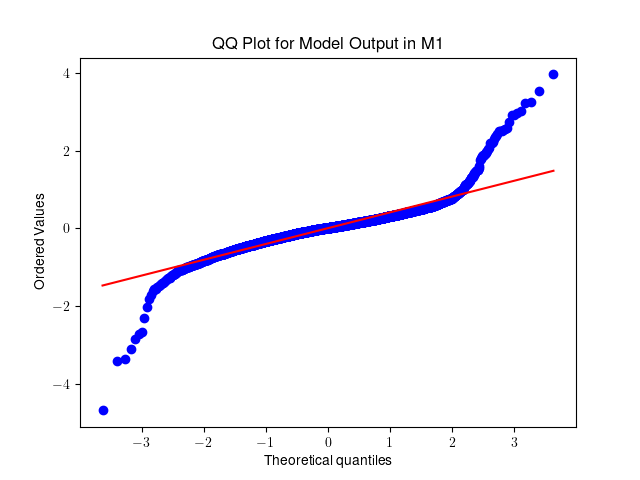 QQ Plot for Model Output in M1
4
2
0
−2
−4
Ordered Values
−3 −2 −1 0 1 2 3
Theoretical quantiles